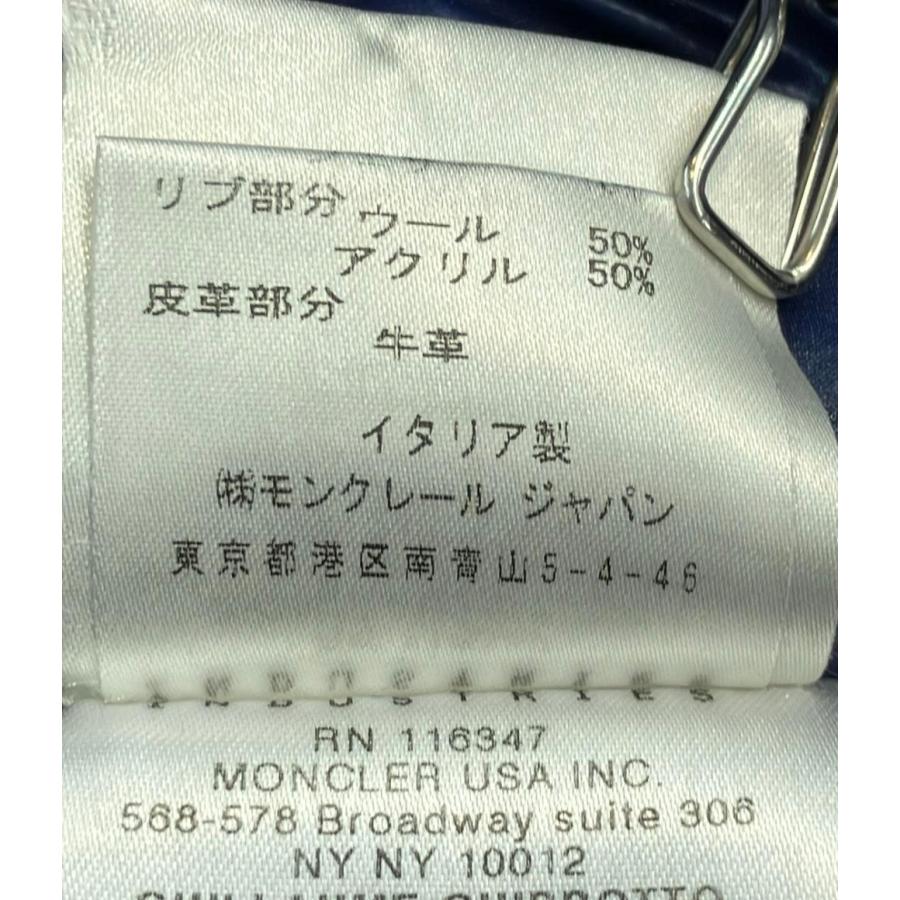 リブ部分
ウール 50%
アクリル 50%
皮革部分
牛革
イタリア製
㈱モンクレール ジャパン
東京都港区南青山5-4-46
INDUSTRIES
RN 116347
MONCLER USA INC.
568-578 Broadway suite 306
NY NY 10012